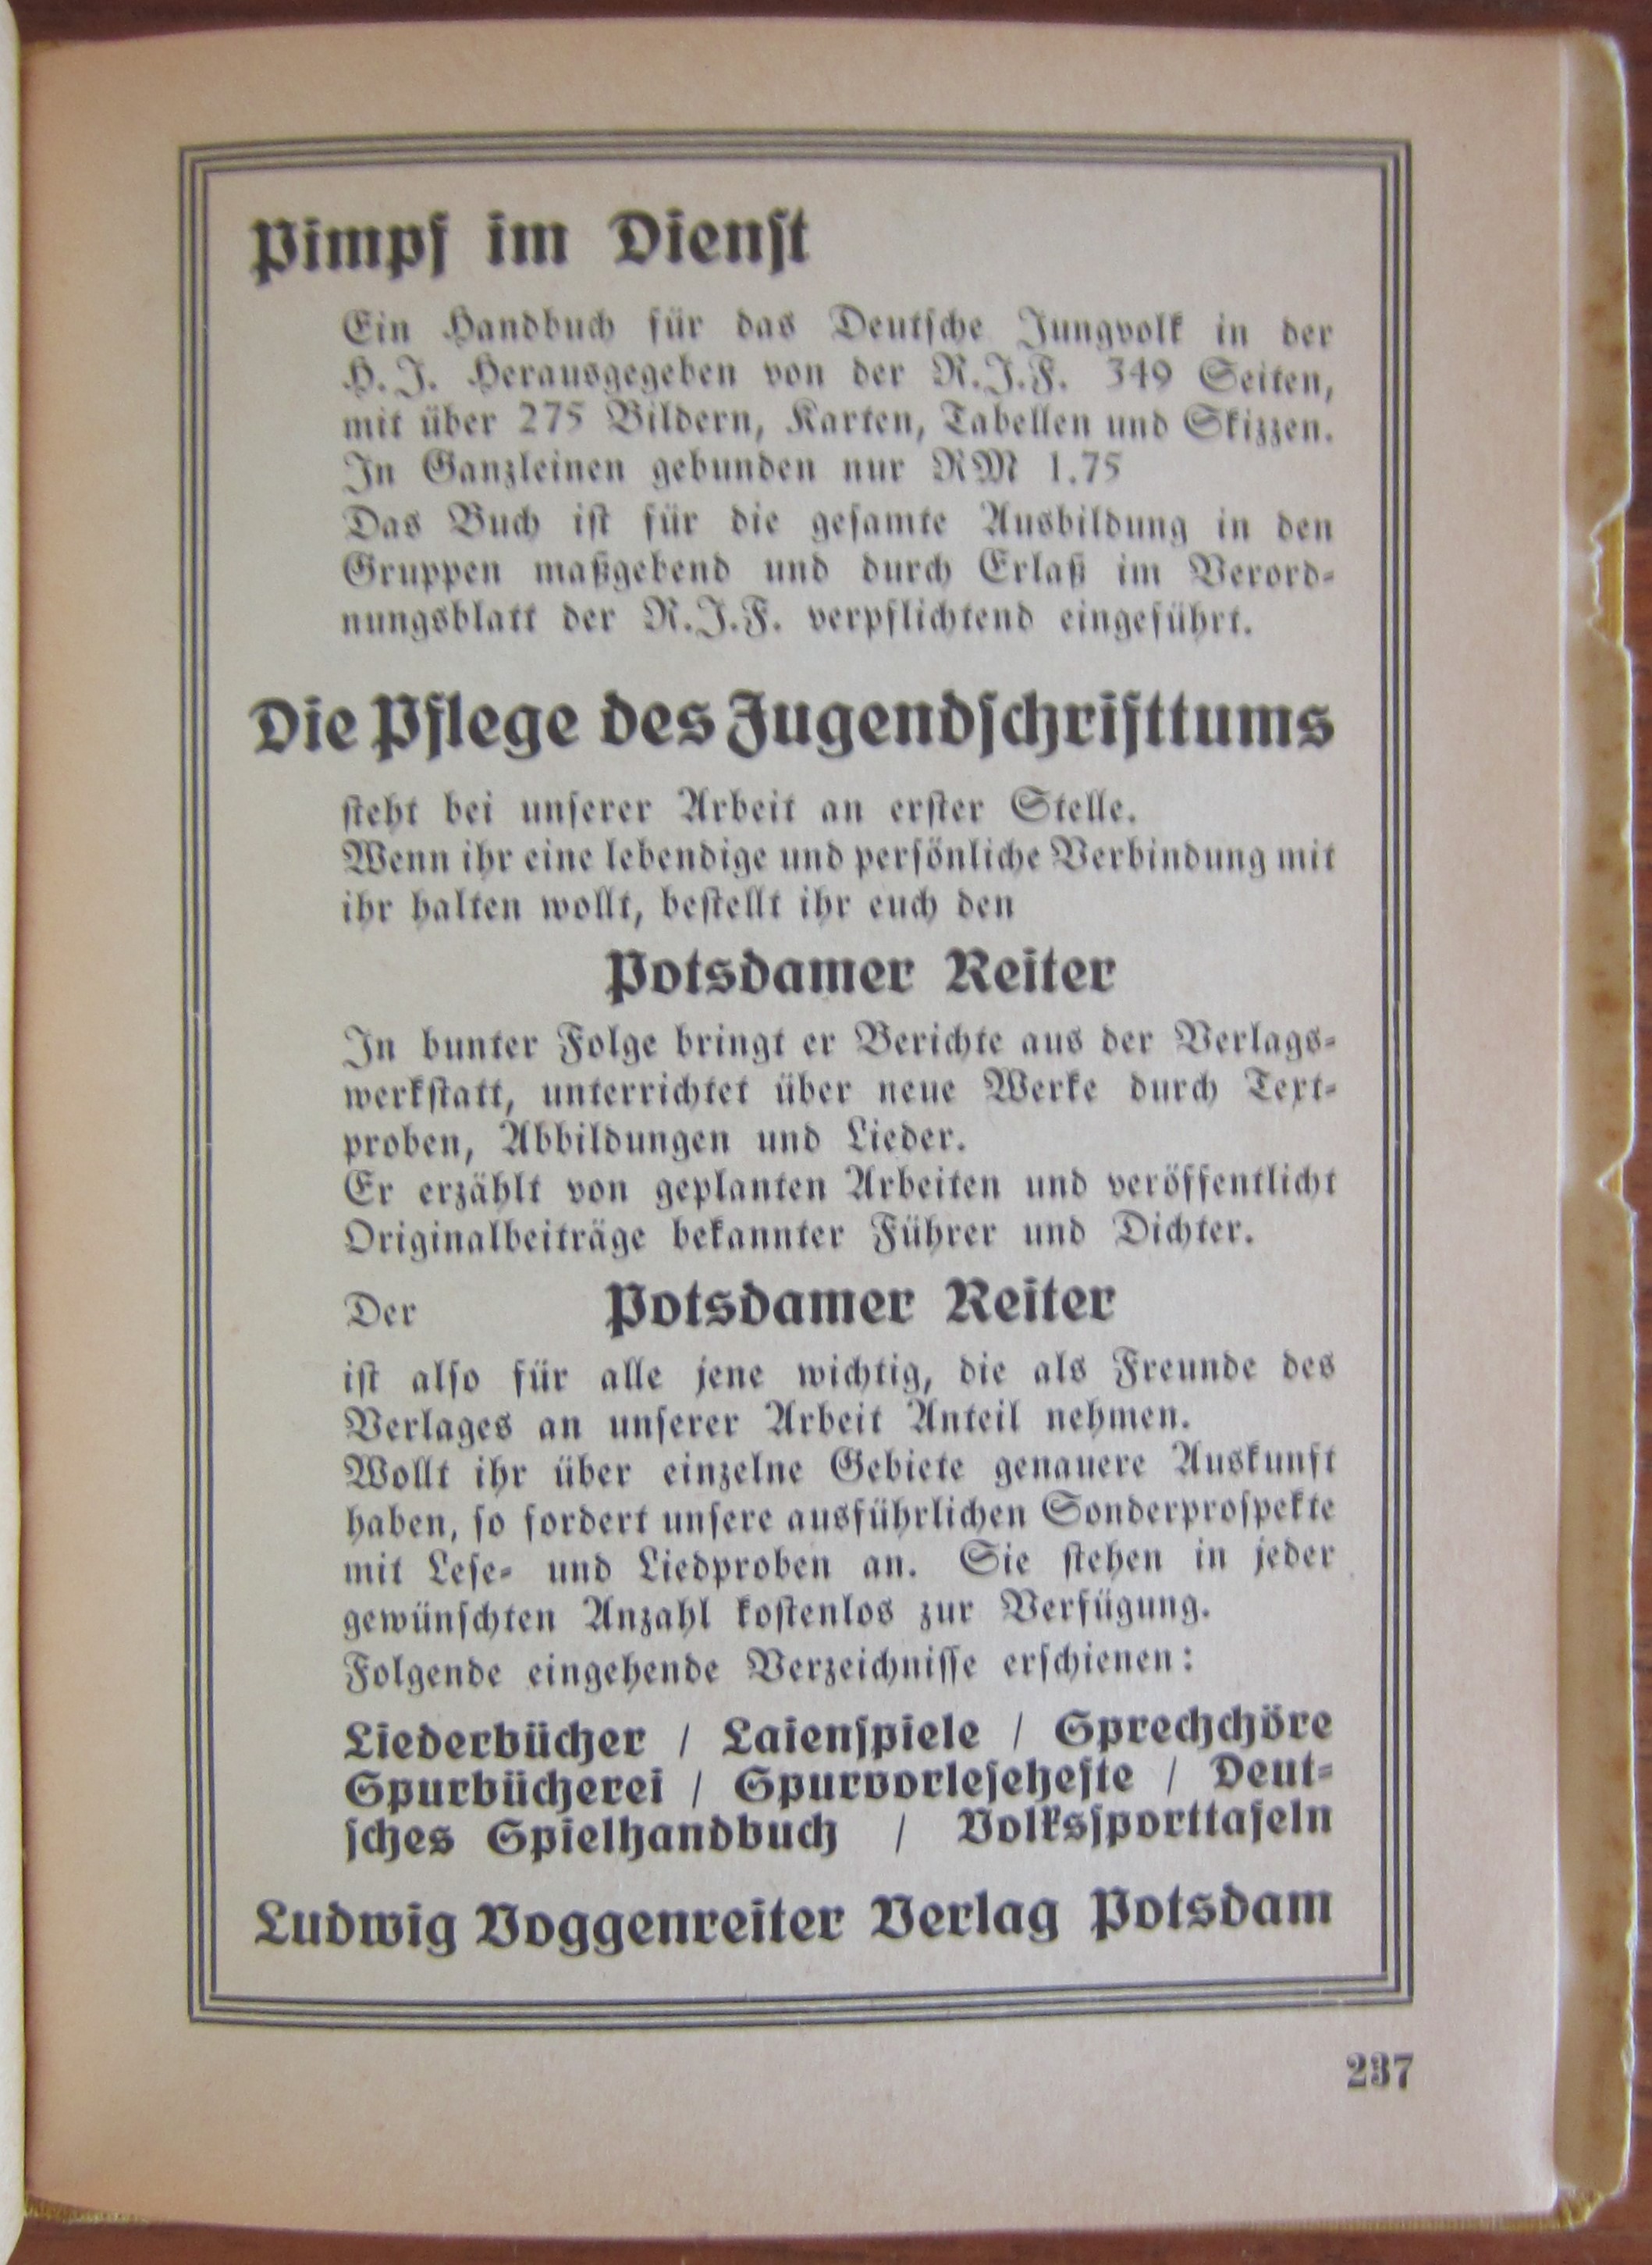 Pimpf im Dienst
Ein Handbuch für das Deutsche Jungvolk in der
H. J. Herausgegeben von der R.J.F. 349 Seiten,
mit über 275 Bildern, Karten, Tabellen und Skizzen.
In Ganzleinen gebunden nur RM 1.75
Das Buch ist für die gesamte Ausbildung in den
Gruppen maßgebend und durch Erlaß im Verord-
nungsblatt der R.J.F. verpflichtend eingeführt.
Die Pflege des Jugendschrifttums
steht bei unserer Arbeit an erster Stelle.
Wenn ihr eine lebendige und persönliche Verbindung mit
ihr halten wollt, bestellt ihr euch den
Potsdamer Reiter
In bunter Folge bringt er Berichte aus der Verlags-
werkstatt, unterrichtet über neue Werke durch Text-
proben, Abbildungen und Lieder.
Er erzählt von geplanten Arbeiten und veröffentlicht
Originalbeiträge bekannter Führer und Dichter.
Der Potsdamer Reiter
ist also für alle jene wichtig, die als Freunde des
Verlages an unserer Arbeit Anteil nehmen.
Wollt ihr über einzelne Gebiete genauere Auskunft
haben, so fordert unsere ausführlichen Sonderprospekte
mit Lese- und Liedproben an. Sie stehen in jeder
gewünschten Anzahl kostenlos zur Verfügung.
Folgende eingehende Verzeichnisse erschienen:
Liederbücher / Laienspiele / Sprechchöre
Spurbücherei / Spurvorlesehefte / Deut-
sches Spielhandbuch / Volkssporttafeln
Ludwig Voggenreiter Verlag Potsdam
237